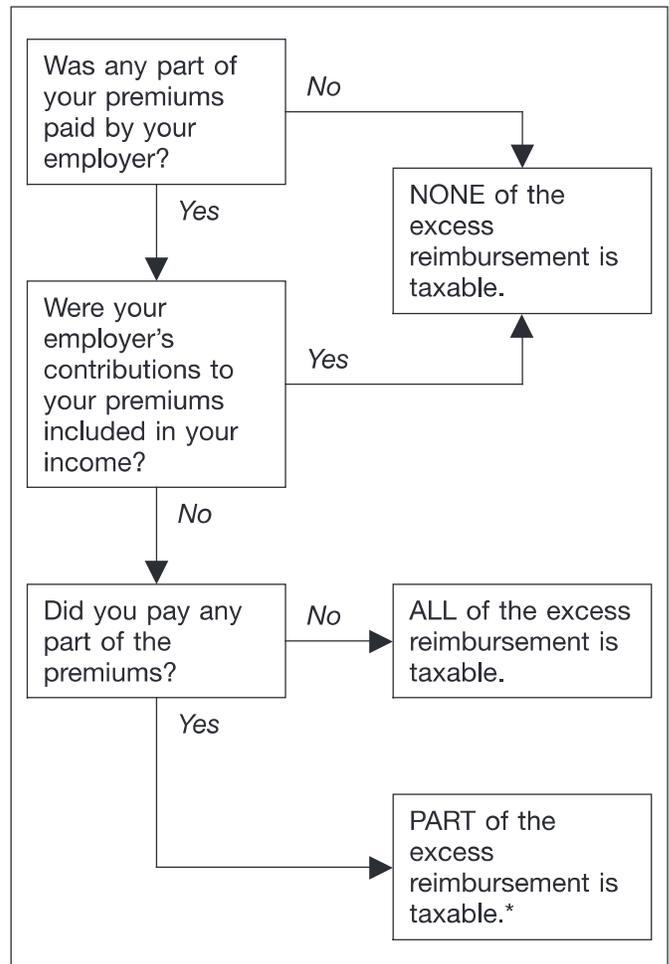 Was any part of
your premiums
paid by your
employer?
No
NONE of the
excess
reimbursement is
taxable.
Yes
Were your
employer’s
contributions to
your premiums
included in your
income?
Yes
No
Did you pay any
part of the
premiums?
No
ALL of the excess
reimbursement is
taxable.
Yes
PART of the
excess
reimbursement is
taxable.*